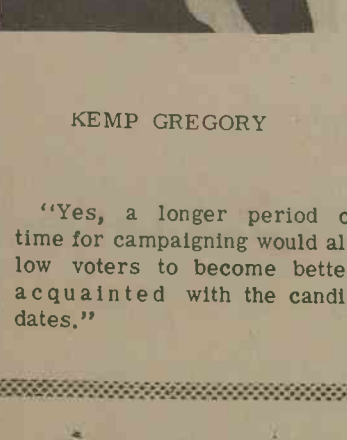 KEMP GREGORY
"Yes, a longer period
time for campaigning would al
low voters to become bette
acquainted with the candi
dates."